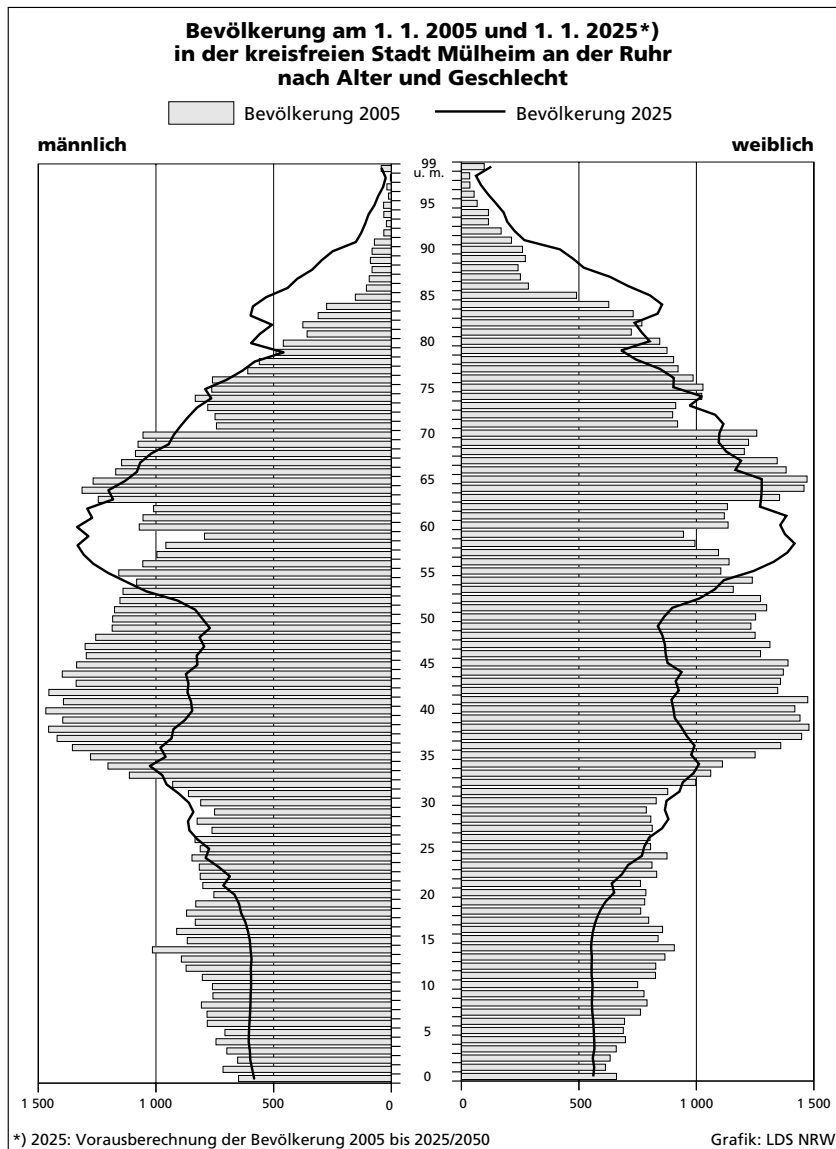 Bevölkerung am 1. 1. 2005 und 1. 1. 2025*)
in der kreisfreien Stadt Mülheim an der Ruhr
nach Alter und Geschlecht
Bevölkerung 2005
Bevölkerung 2025
männlich
weiblich
99
u. m.
95
90
85
80
75
70
65
60
55
50
45
40
35
30
25
20
15
10
5
0
1 500
1 000
500
0
0
500
1 000
1 500
*) 2025: Vorausberechnung der Bevölkerung 2005 bis 2025/2050
Grafik: LDS NRW